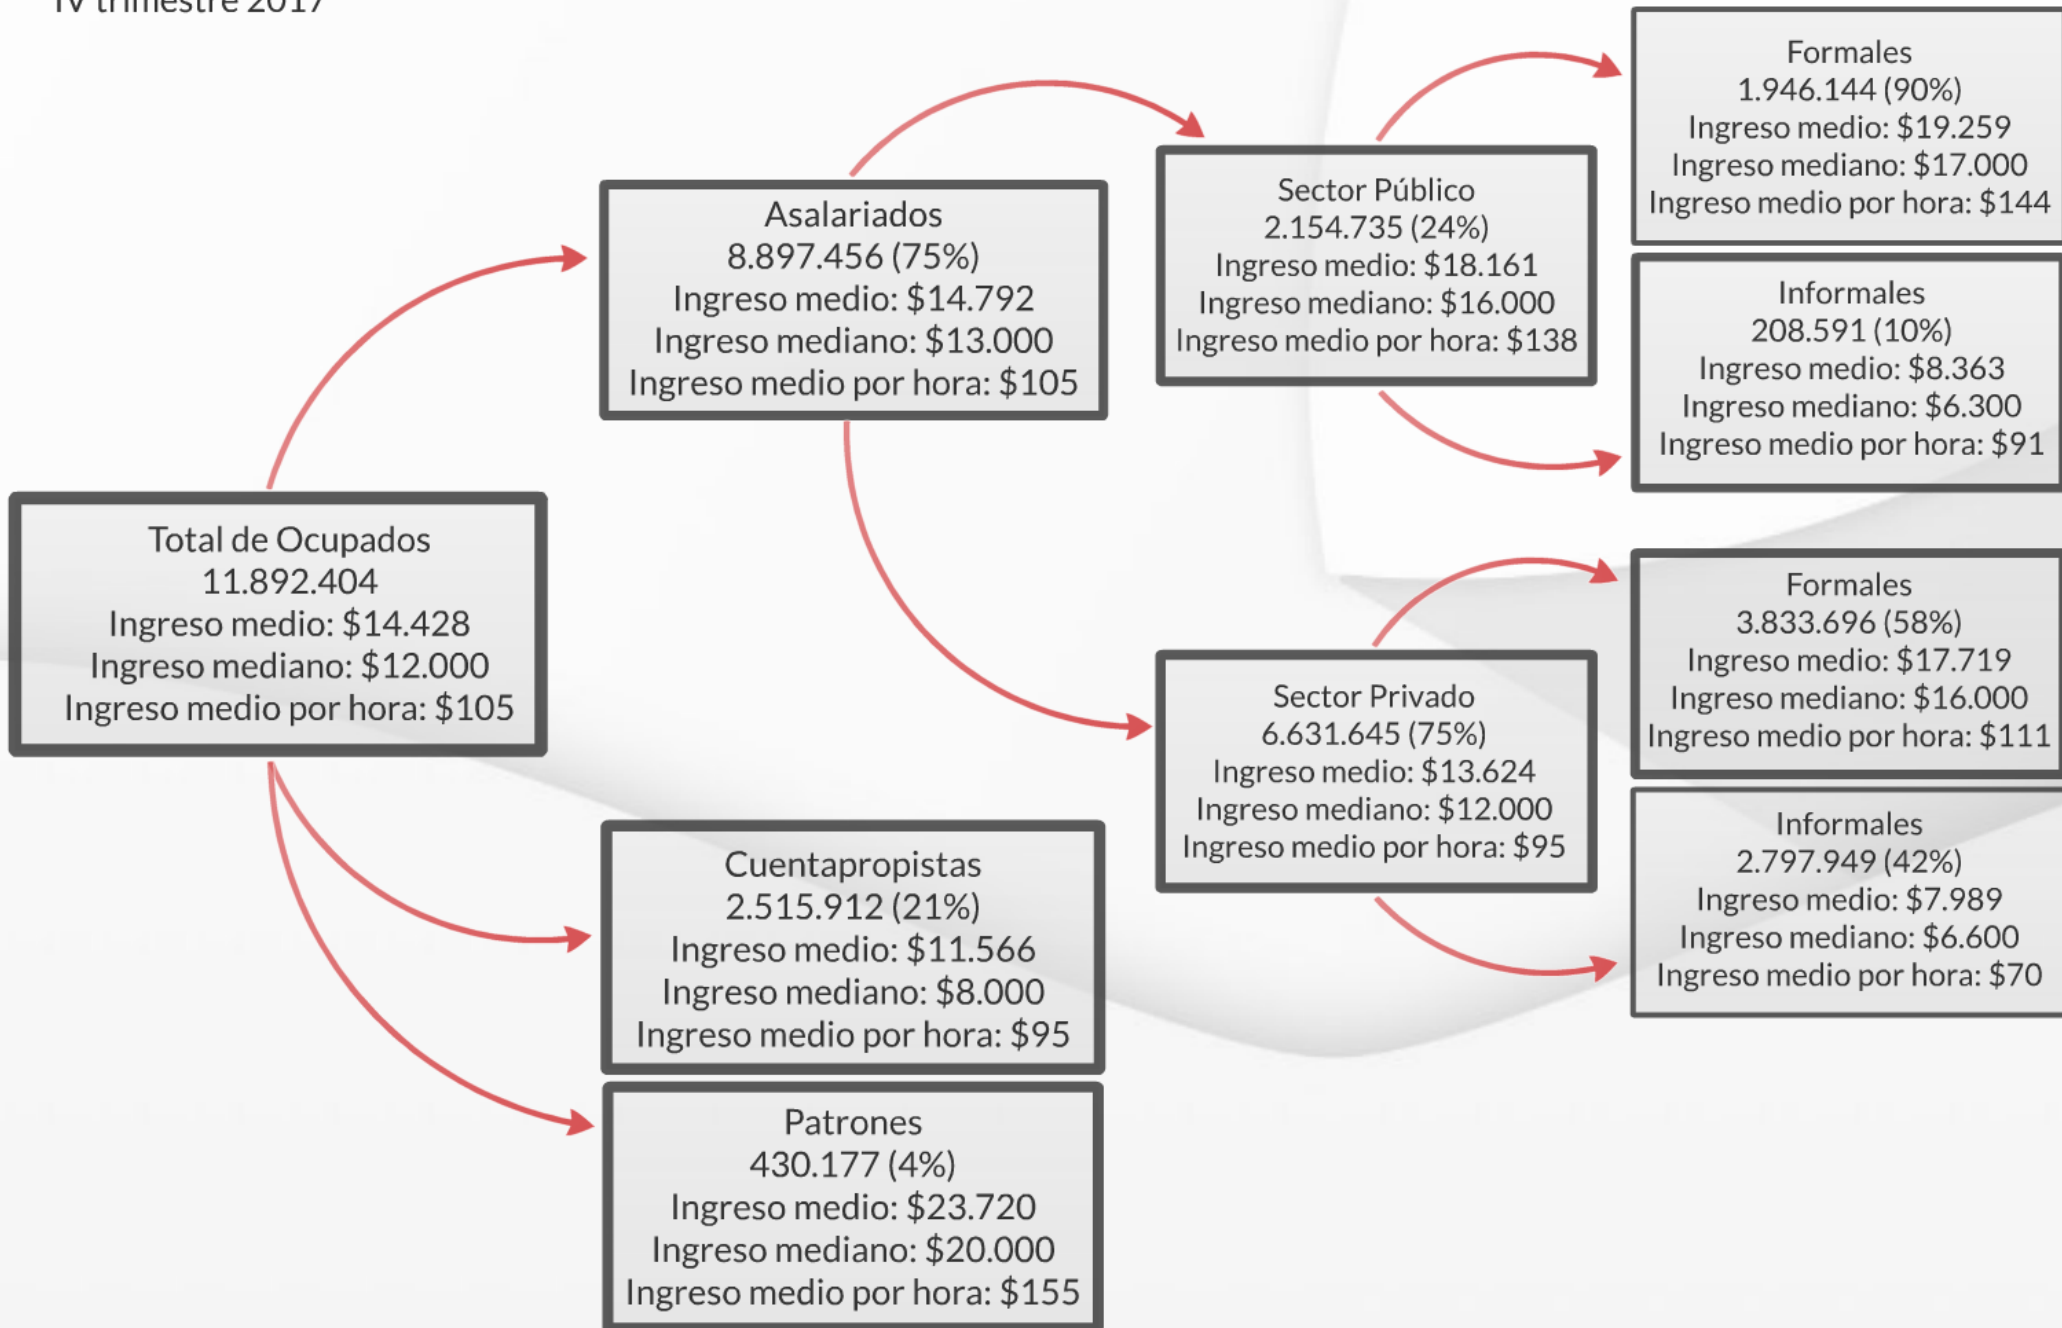 IV trimestre 2017
Total de Ocupados
11.892.404
Ingreso medio: $14.428
Ingreso mediano: $12.000
Ingreso medio por hora: $105
Asalariados
8.897.456 (75%)
Ingreso medio: $14.792
Ingreso mediano: $13.000
Ingreso medio por hora: $105
Cuentapropistas
2.515.912 (21%)
Ingreso medio: $11.566
Ingreso mediano: $8.000
Ingreso medio por hora: $95
Patrones
430.177 (4%)
Ingreso medio: $23.720
Ingreso mediano: $20.000
Ingreso medio por hora: $155
Sector Público
2.154.735 (24%)
Ingreso medio: $18.161
Ingreso mediano: $16.000
Ingreso medio por hora: $138
Sector Privado
6.631.645 (75%)
Ingreso medio: $13.624
Ingreso mediano: $12.000
Ingreso medio por hora: $95
Formales
1.946.144 (90%)
Ingreso medio: $19.259
Ingreso mediano: $17.000
Ingreso medio por hora: $144
Informales
208.591 (10%)
Ingreso medio: $8.363
Ingreso mediano: $6.300
Ingreso medio por hora: $91
Formales
3.833.696 (58%)
Ingreso medio: $17.719
Ingreso mediano: $16.000
Ingreso medio por hora: $111
Informales
2.797.949 (42%)
Ingreso medio: $7.989
Ingreso mediano: $6.600
Ingreso medio por hora: $70